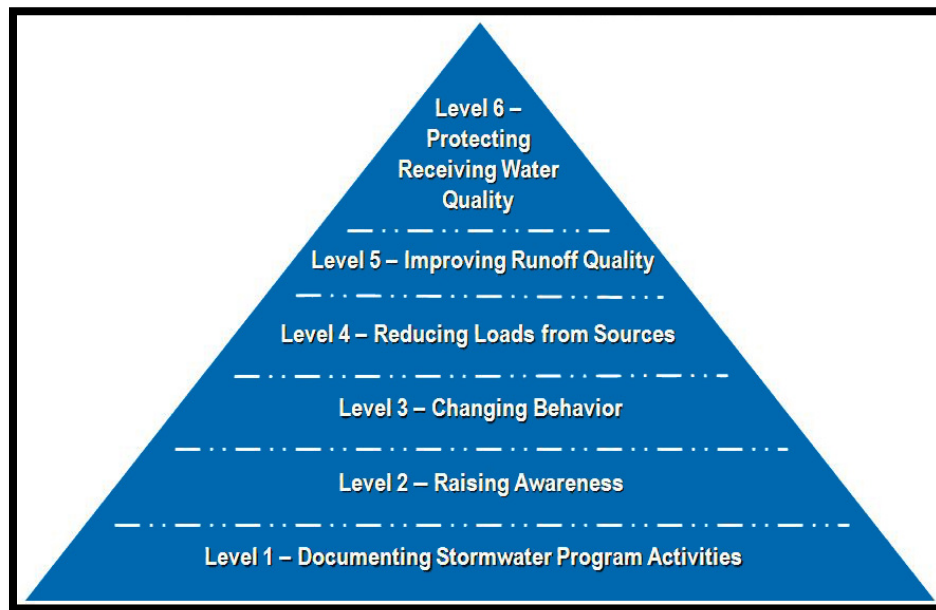 Level 6 –
Protecting
Receiving Water
Quality
Level 5 – Improving Runoff Quality
Level 4 – Reducing Loads from Sources
Level 3 – Changing Behavior
Level 2 – Raising Awareness
Level 1 – Documenting Stormwater Program Activities